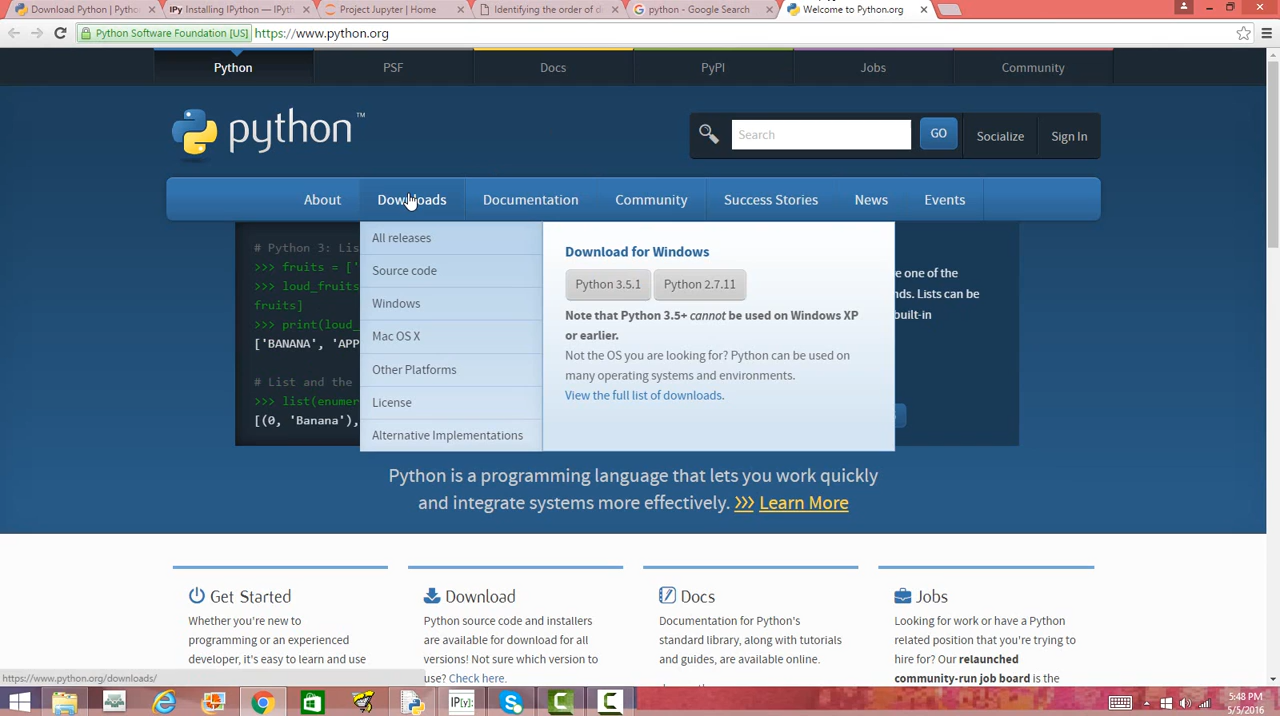 Download Python | Pytho
IPy Installing IPython — IPyth
Project Jupyter | Home
Identifying the order of d
python - Google Search
Welcome to Python.org
Python Software Foundation [US]
https://www.python.org
Python
PSF
Docs
PyPI
Jobs
Community
python™
Search
GO
Socialize
Sign In
About
Downloads
Documentation
Community
Success Stories
News
Events
# Python 3: Lis
>>> fruits = ['
>>> loud_fruits
fruits]
>>> print(loud_
['BANANA', 'APP
# List and the
>>> list(enumer
[(0, 'Banana'),
All releases
Source code
Windows
Mac OS X
Other Platforms
License
Alternative Implementations
Download for Windows
Python 3.5.1
Python 2.7.11
Note that Python 3.5+ cannot be used on Windows XP
or earlier.
Not the OS you are looking for? Python can be used on
many operating systems and environments.
View the full list of downloads.
e one of the
nds. Lists can be
built-in
Python is a programming language that lets you work quickly
and integrate systems more effectively. >>> Learn More
Get Started
Whether you're new to
programming or an experienced
developer, it's easy to learn and use
Download
Python source code and installers
are available for download for all
versions! Not sure which version to
use? Check here.
Docs
Documentation for Python's
standard library, along with tutorials
and guides, are available online.
Jobs
Looking for work or have a Python
related position that you're trying to
hire for? Our relaunched
community-run job board is the
https://www.python.org/downloads/
IP[y]:
5:48 PM
5/5/2016